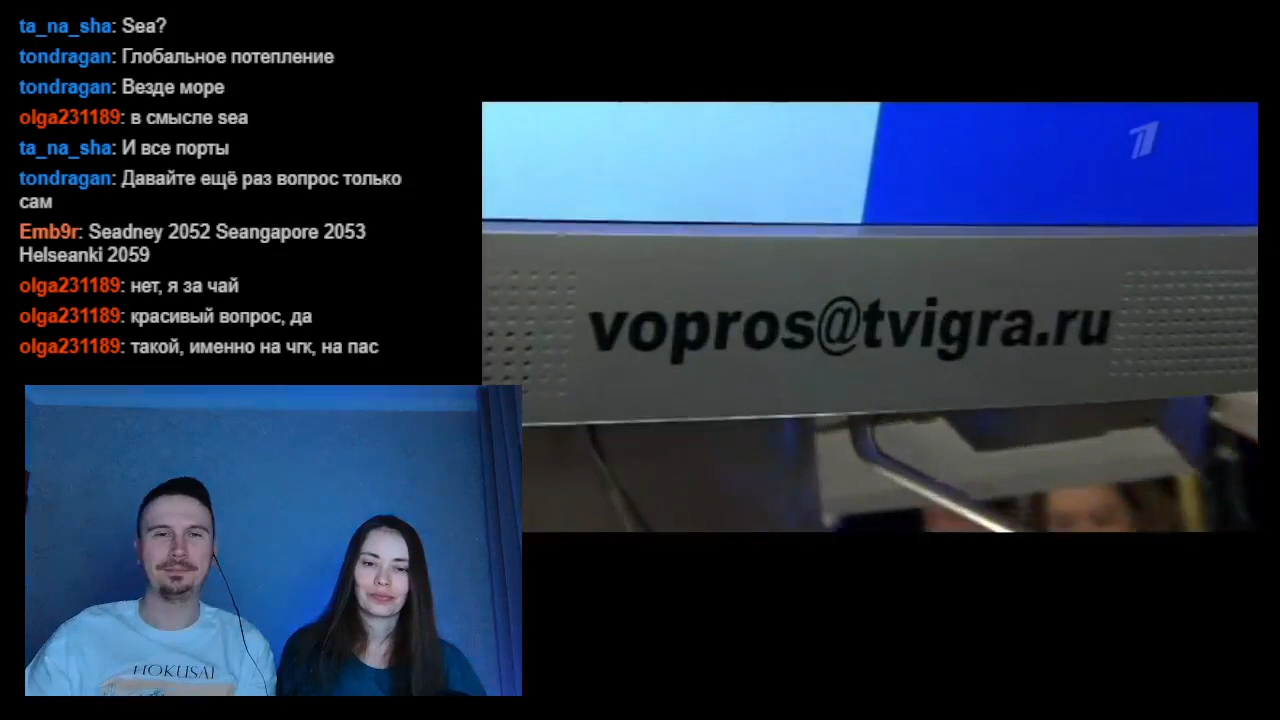 ta_na_sha: Sea?
tondragan: Глобальное потепление
tondragan: Везде море
olga231189: в смысле sea
ta_na_sha: И все порты
tondragan: Давайте ещё раз вопрос только
сам
Emb9r: Seadney 2052 Seangapore 2053
Helseanki 2059
olga231189: нет, я за чай
olga231189: красивый вопрос, да
olga231189: такой, именно на чгк, на пас
vopros@tvigra.ru
HOKUSAI